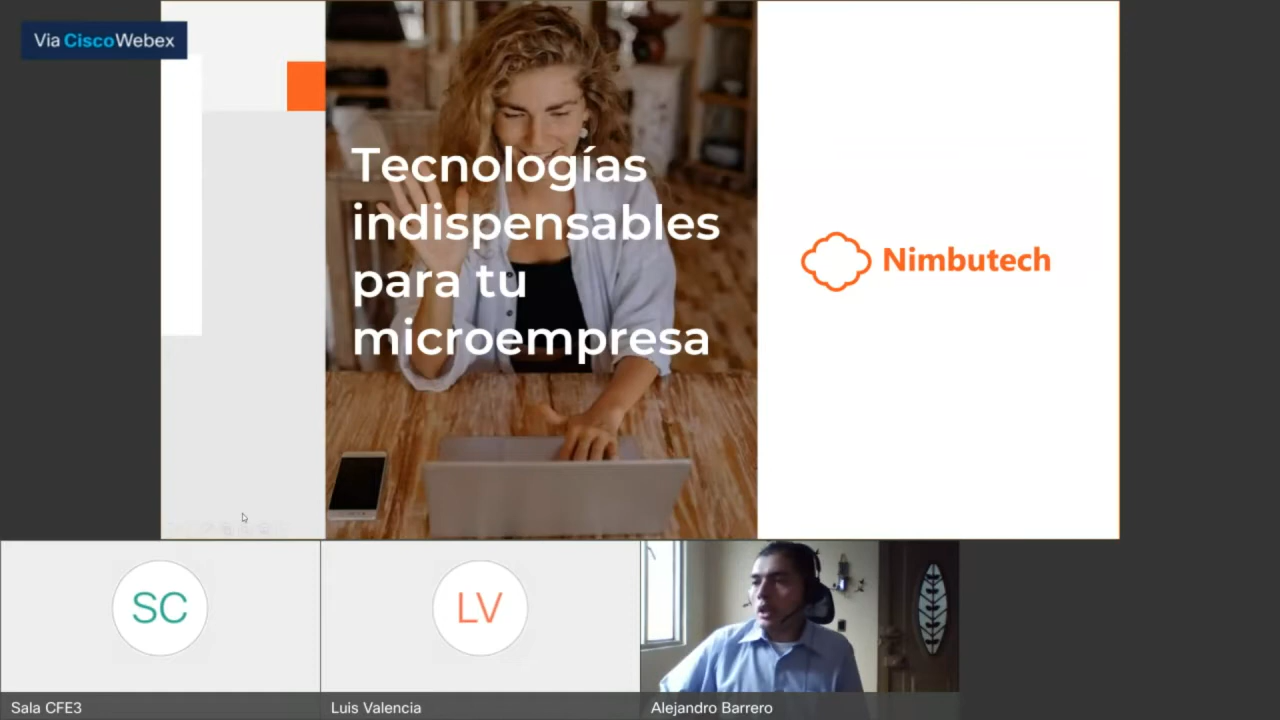 Via CiscoWebex
Tecnologías
indispensables
para tu
microempresa
Nimbutech
SC
LV
Sala CFE3
Luis Valencia
Alejandro Barrero